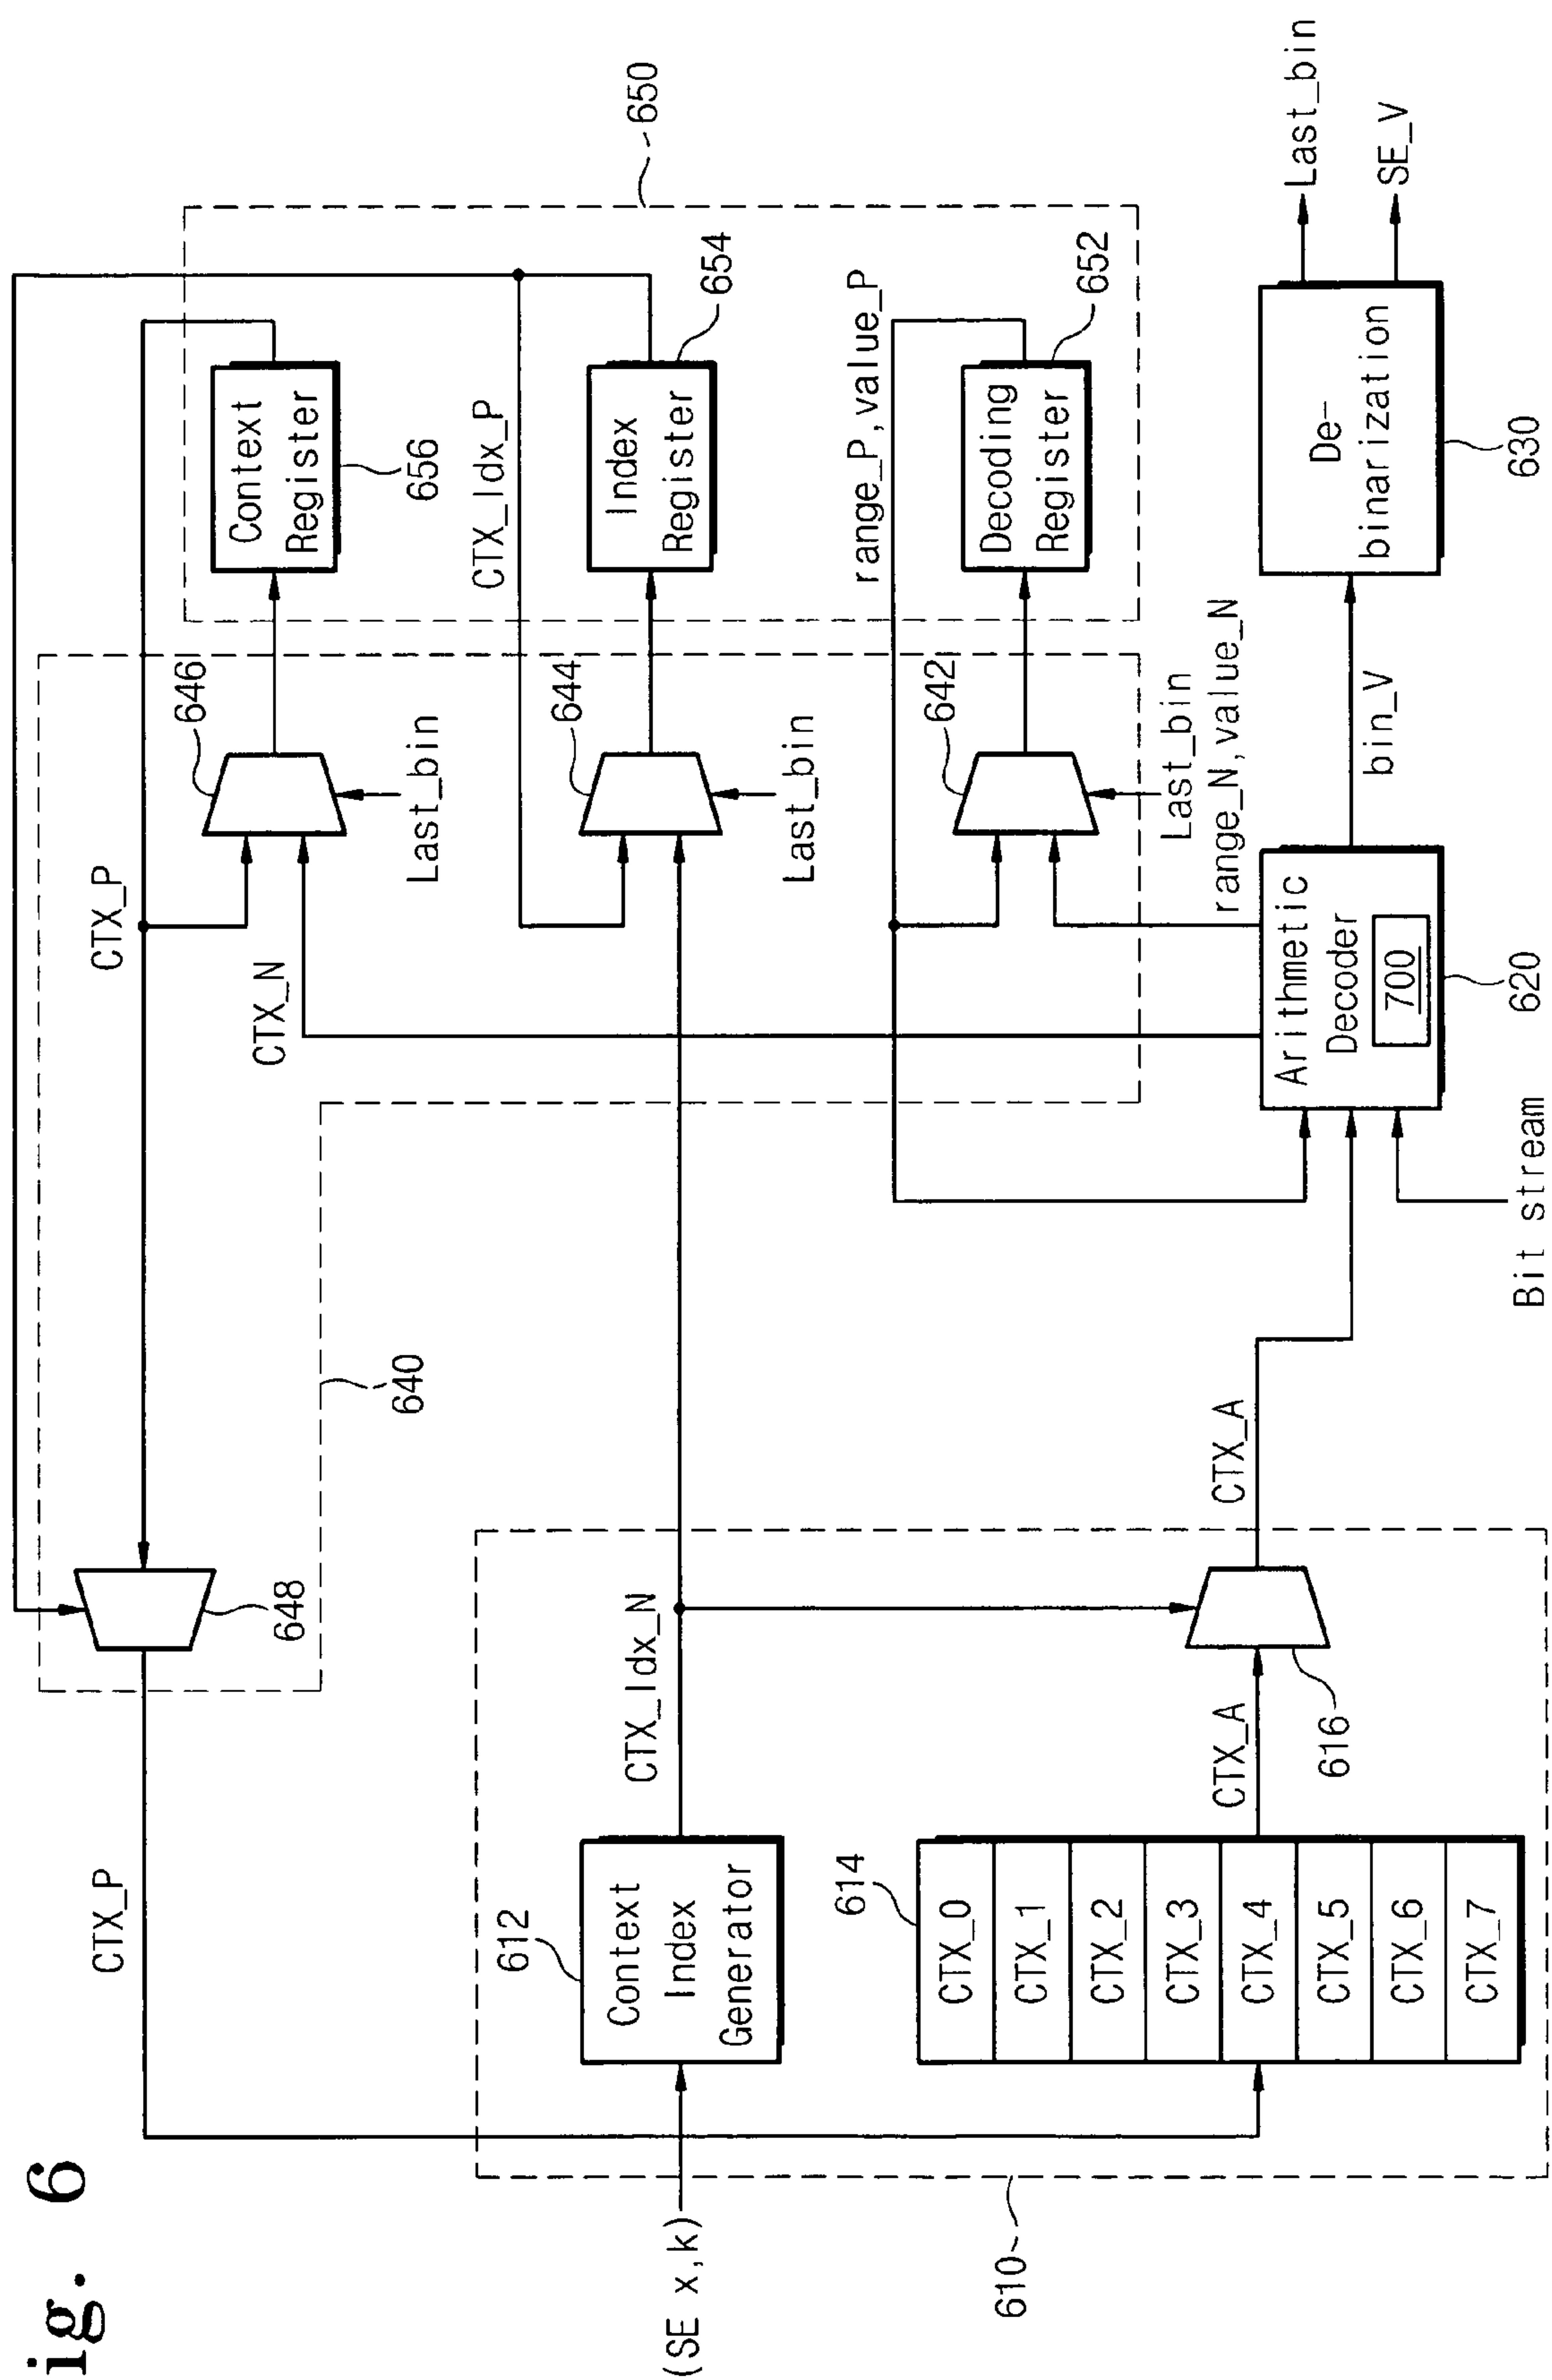 ig. 6
CTX_P
CTX_P
648
640
CTX_N
646
Last_bin
Context
Register
656
650
CTX_Idx_P
644
Last_bin
Index
Register
654
(SE x,k)
610
612
Context
Index
Generator
CTX_Idx_N
range_P,value_P
642
Last_bin
range_N,value_N
Decoding
Register
652
614
CTX_0
CTX_1
CTX_2
CTX_3
CTX_4
CTX_5
CTX_6
CTX_7
CTX_A
616
CTX_A
Bit stream
Arithmetic
Decoder
700
620
bin_V
De-
binarization
630
Last_bin
SE_V